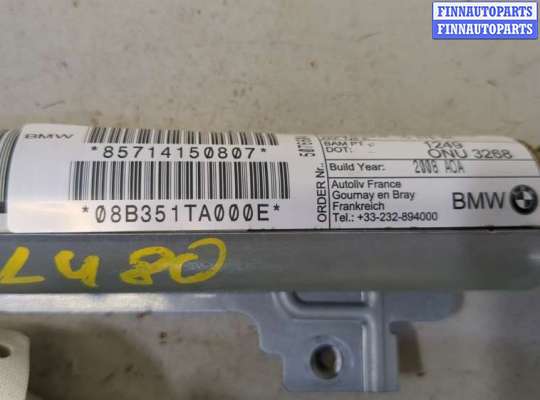 FINNAUTOPARTS
FINNAUTOPARTS
BMW
*85714150807*
*08B351TA000E*
ORDER Nr.
BAM PT
DOT:
1249
ONU 3268
Build Year: 2008 AOA
Autoliv France
Gournay en Bray
Frankreich
Tel.: +33-232-894000
BMW
L480